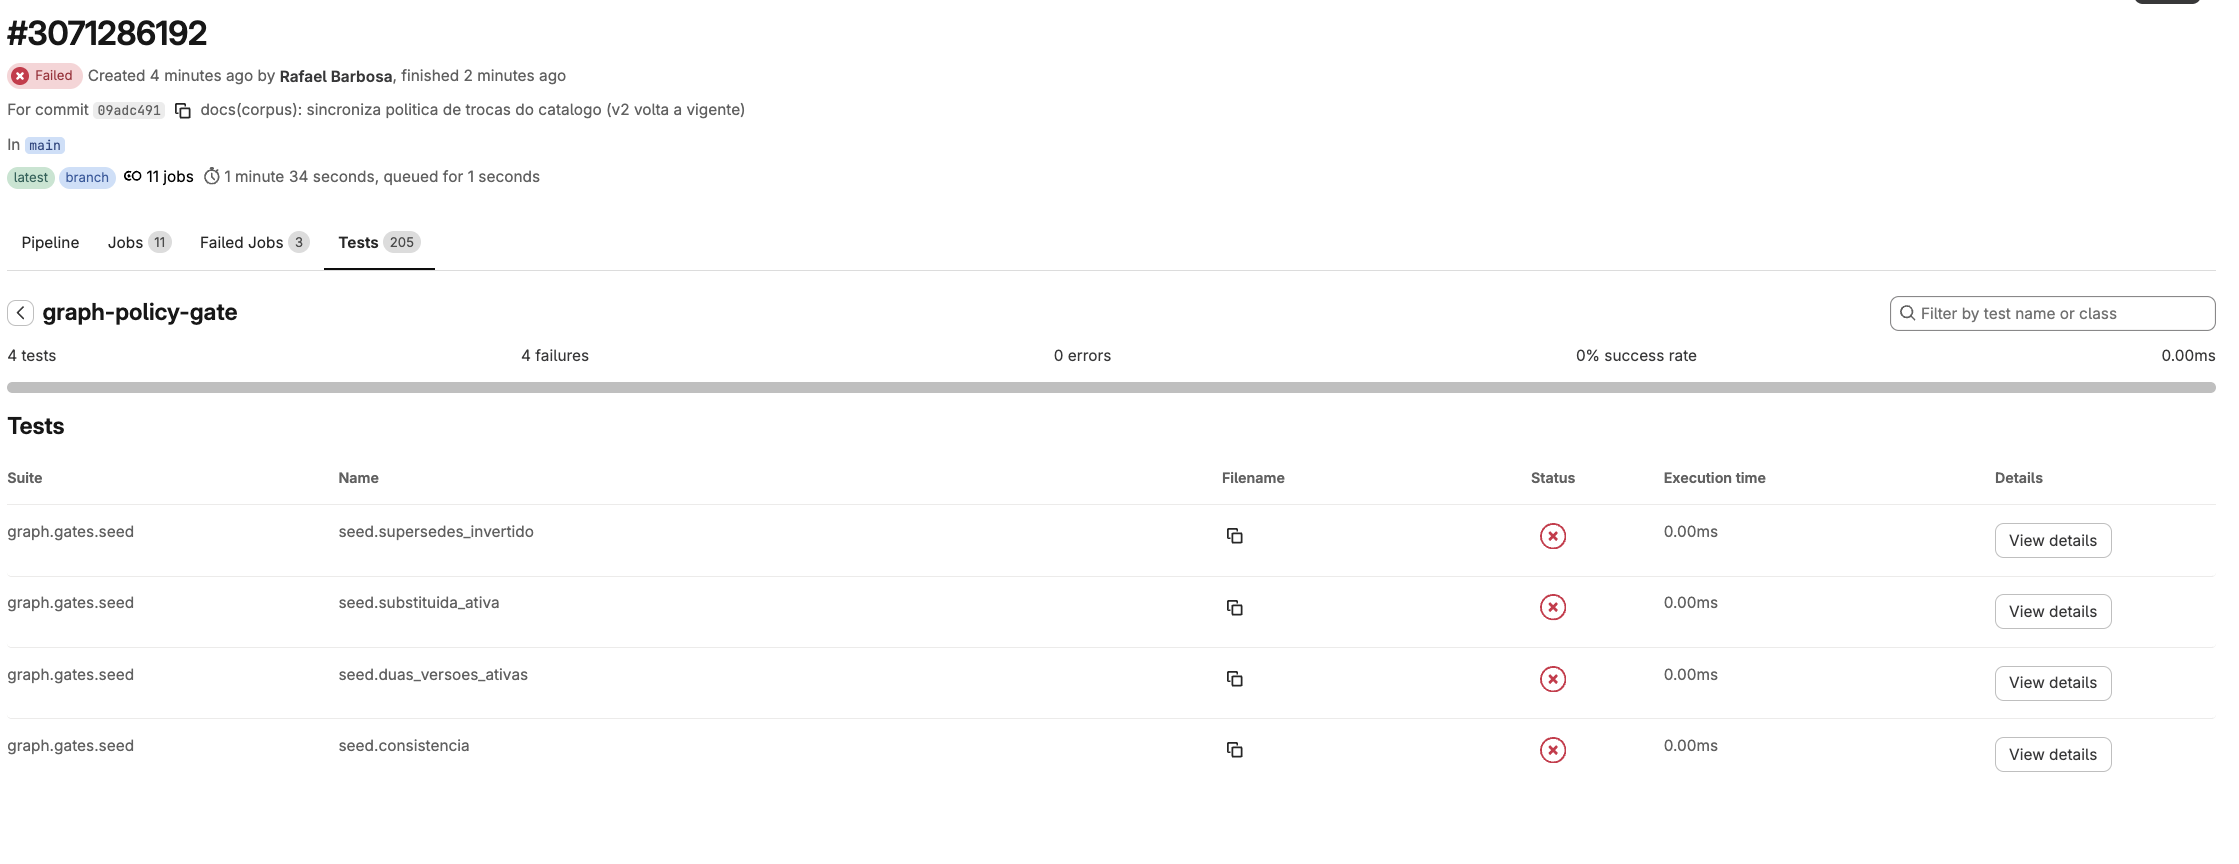 #3071286192
Failed Created 4 minutes ago by Rafael Barbosa, finished 2 minutes ago
For commit 09adc491 docs(corpus): sincroniza politica de trocas do catalogo (v2 volta a vigente)
In main
latest branch 11 jobs 1 minute 34 seconds, queued for 1 seconds
Pipeline Jobs 11 Failed Jobs 3 Tests 205
graph-policy-gate Filter by test name or class
4 tests 4 failures 0 errors 0% success rate 0.00ms
Tests
Suite Name Filename Status Execution time Details
graph.gates.seed seed.supersedes_invertido 0.00ms View details
graph.gates.seed seed.substituida_ativa 0.00ms View details
graph.gates.seed seed.duas_versoes_ativas 0.00ms View details
graph.gates.seed seed.consistencia 0.00ms View details